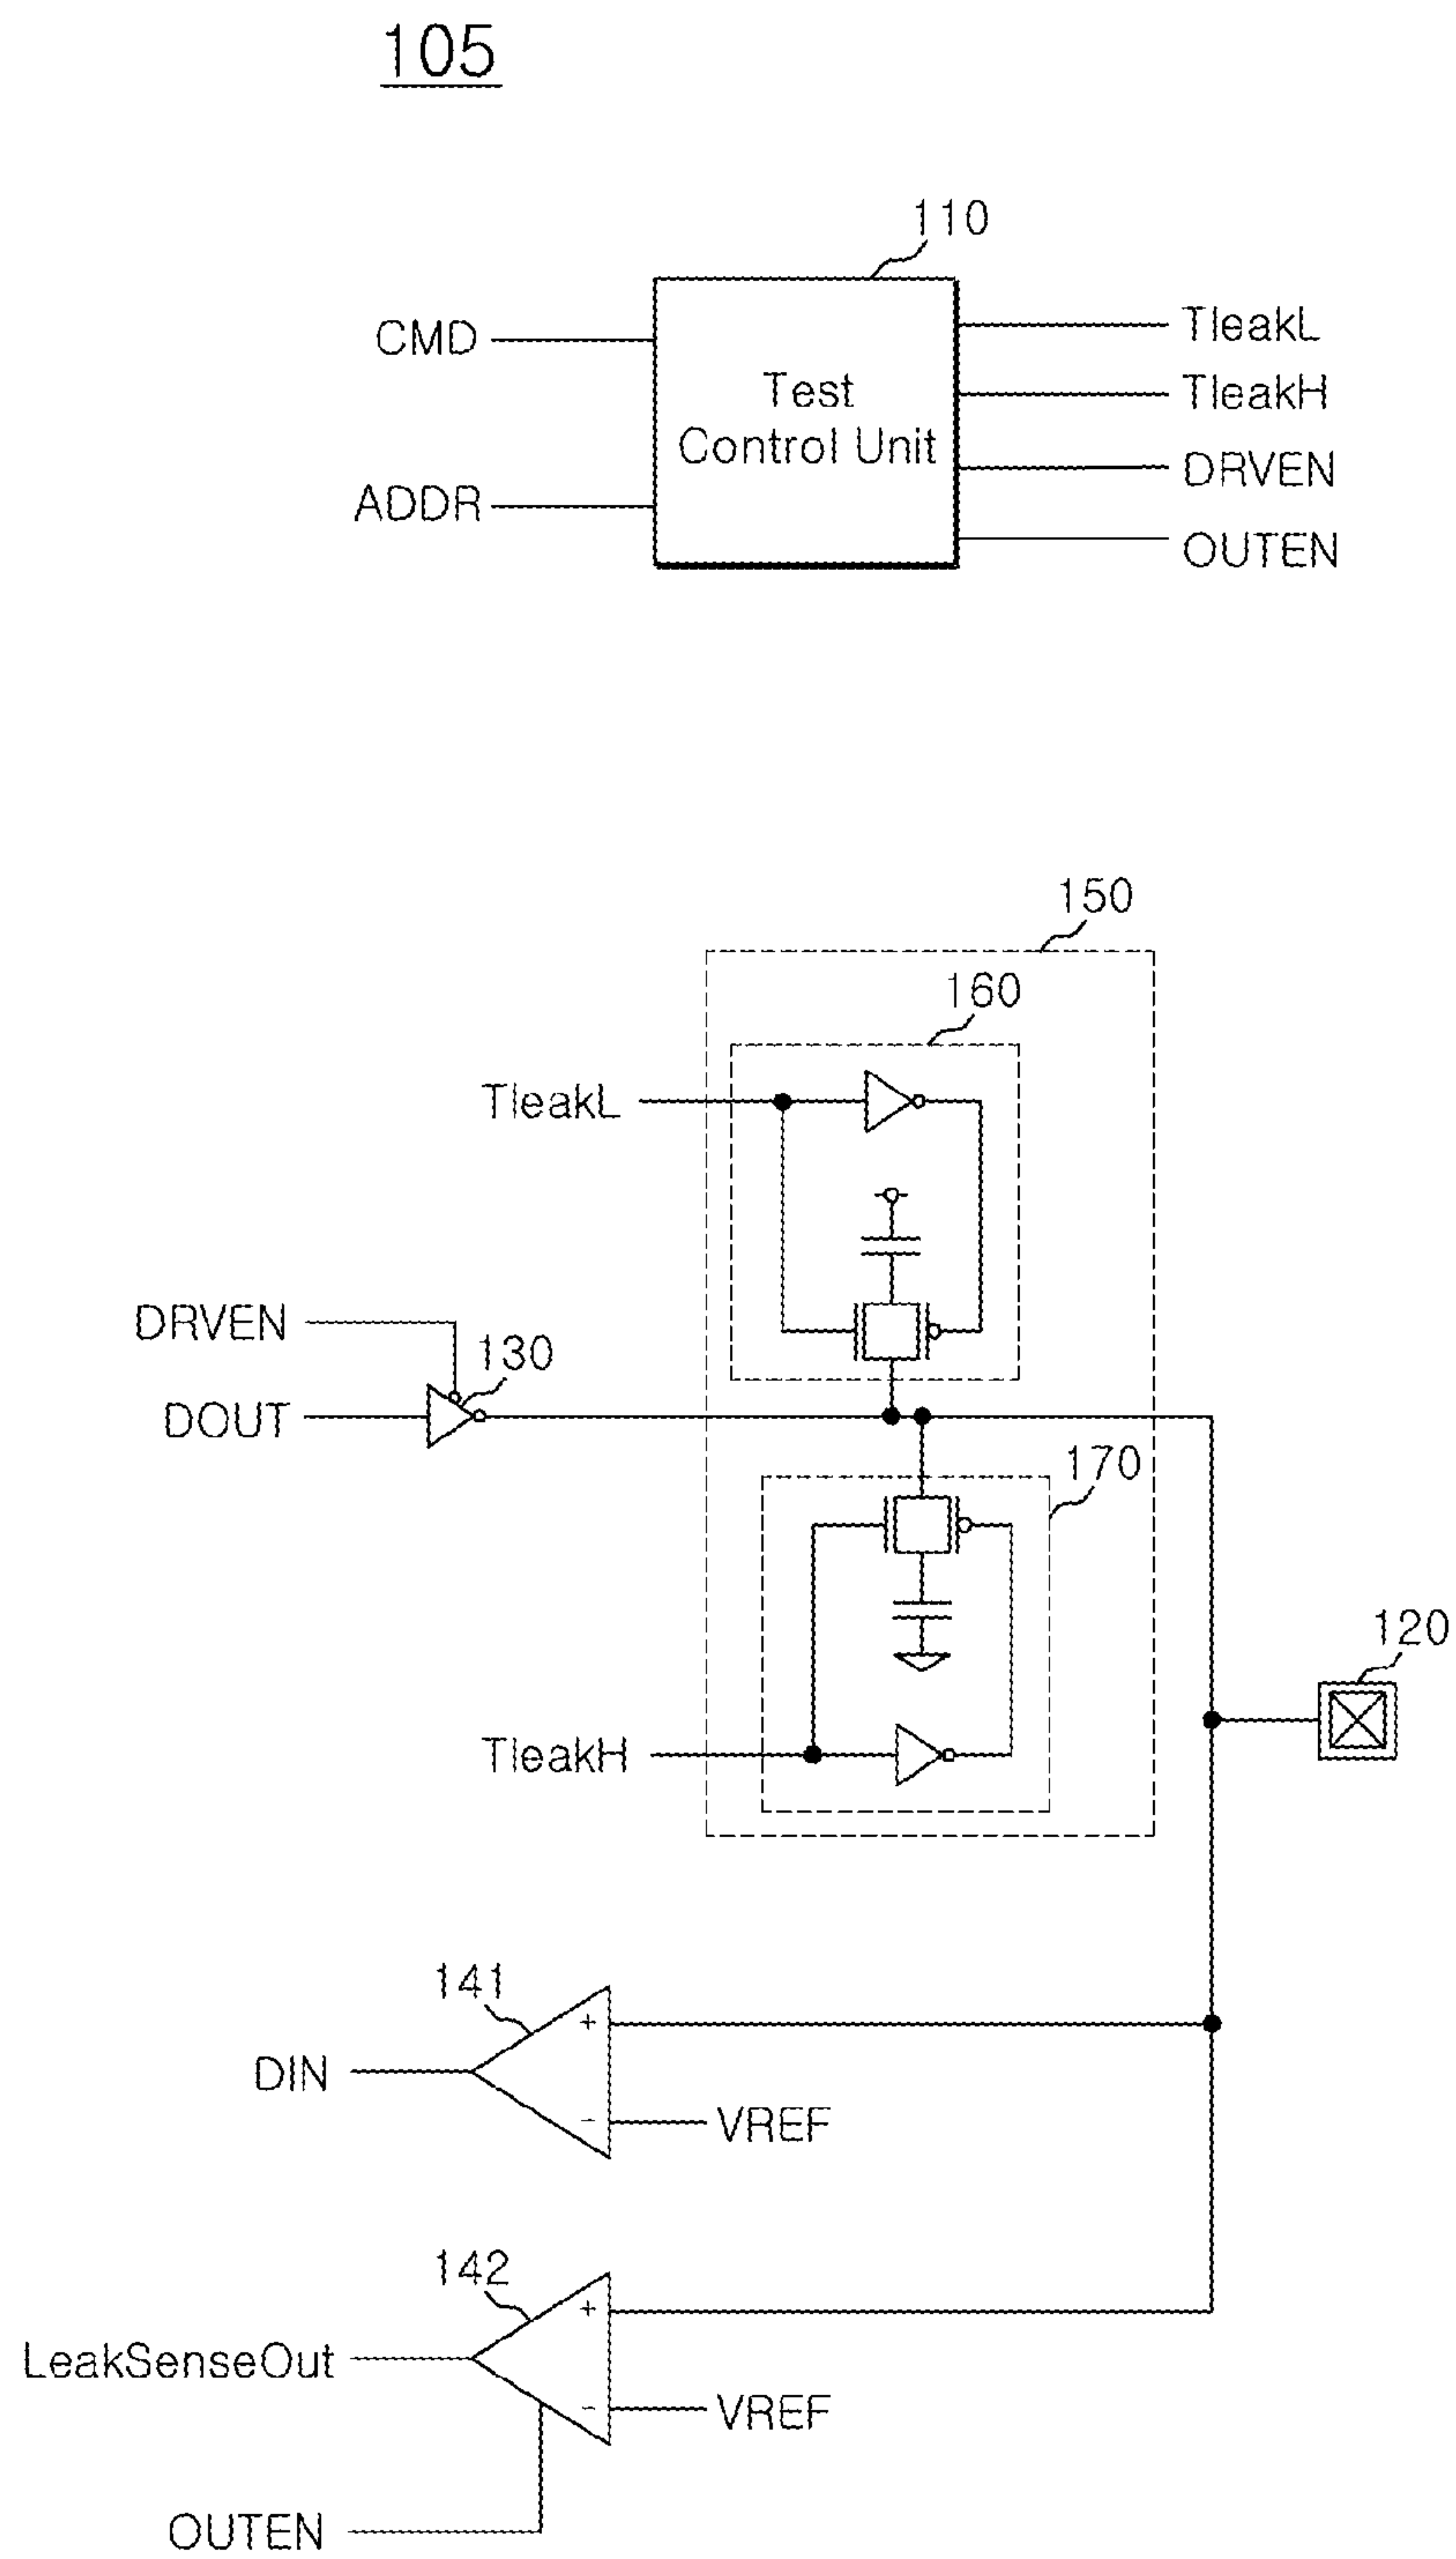 105
110
CMD
ADDR
Test
Control Unit
TleakL
TleakH
DRVEN
OUTEN
150
160
TleakL
DRVEN
130
DOUT
170
120
TleakH
141
+
DIN
-
VREF
142
+
LeakSenseOut
-
VREF
OUTEN